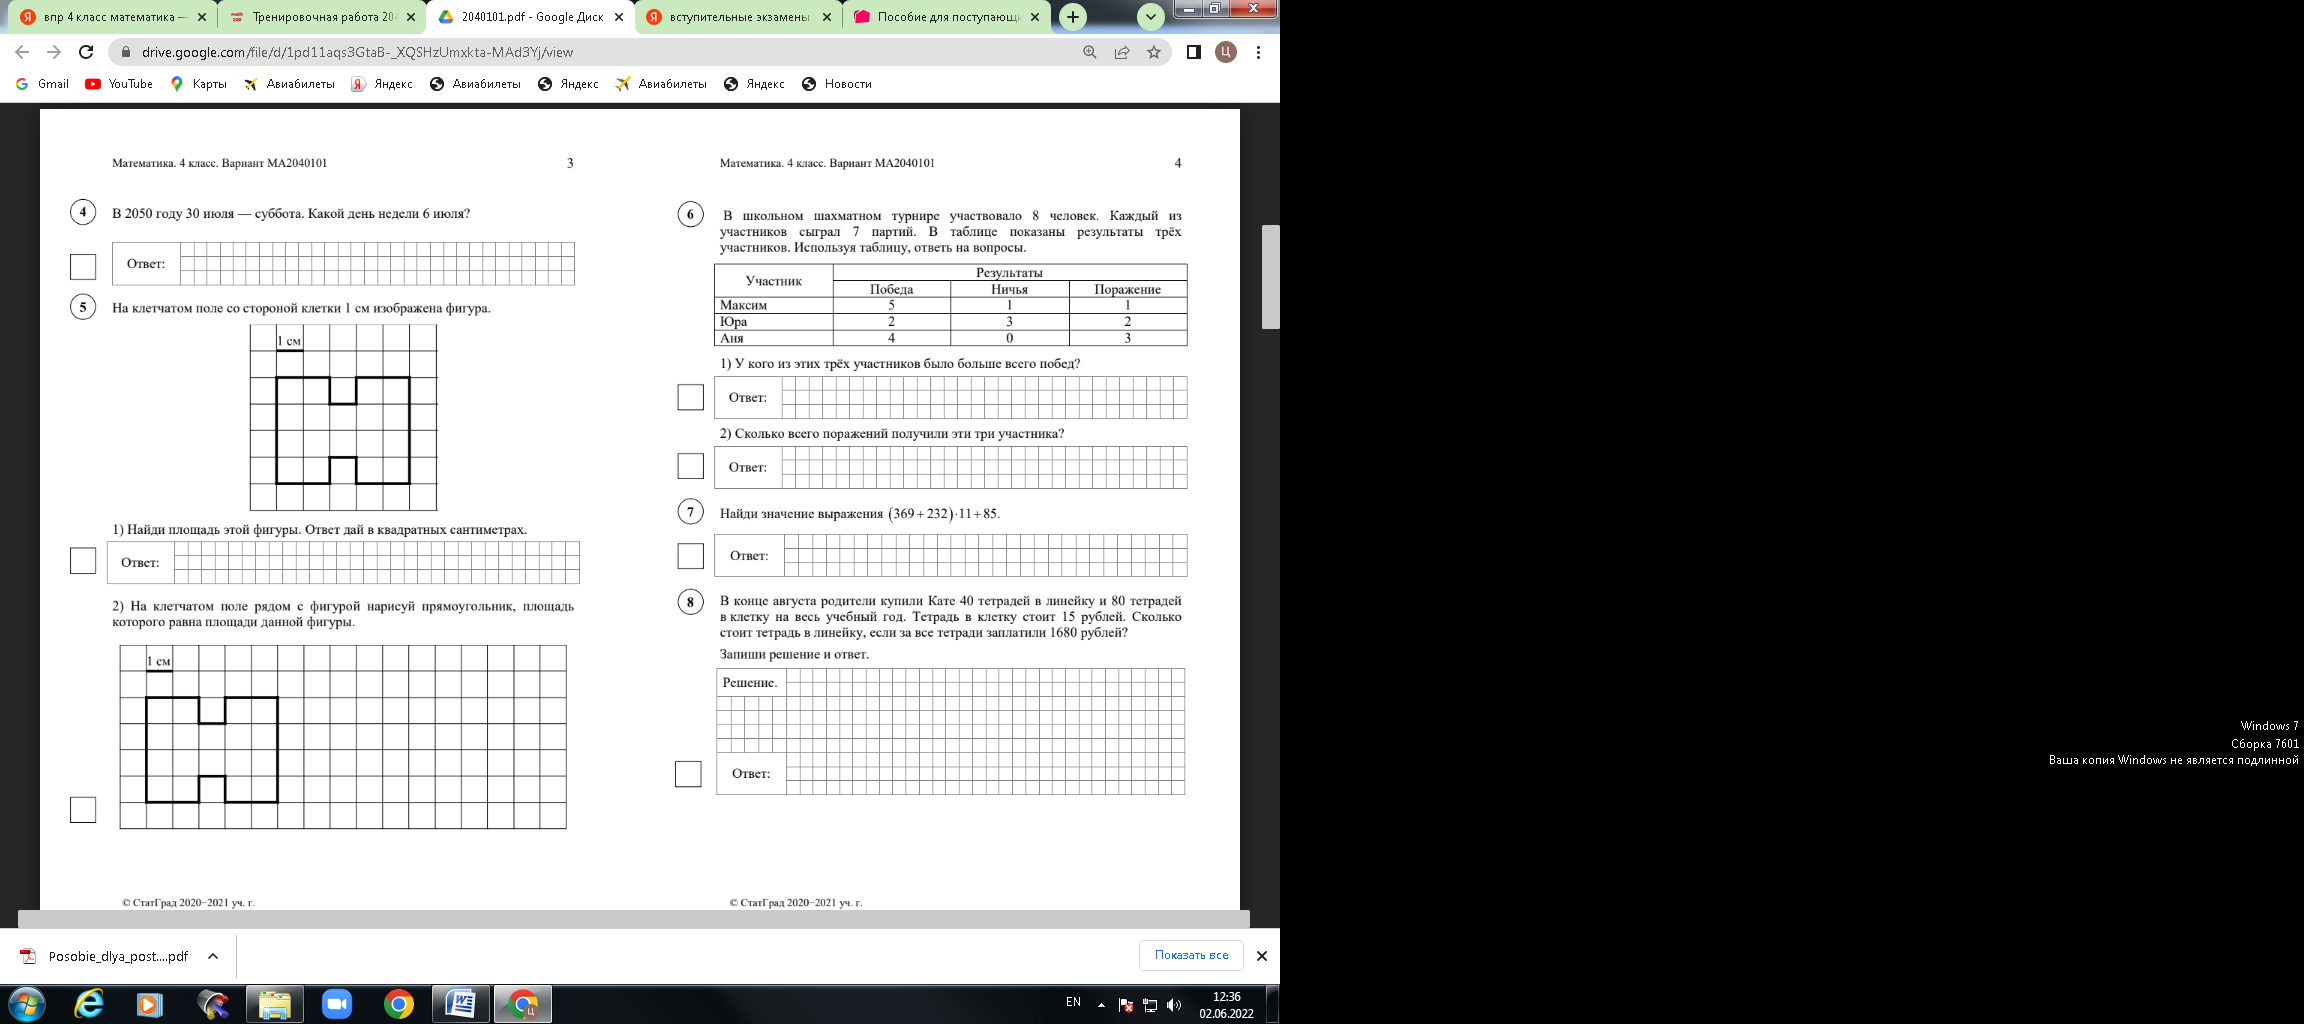 впр 4 класс математика —
Тренировочная работа 204
2040101.pdf - Google Диск
вступительные экзамены
Пособие для поступающи
drive.google.com/file/d/1pd11aqs3GtaB-_XQSHzUmxkta-MAd3Yj/view
Ц
Gmail YouTube Карты Авиабилеты Яндекс Авиабилеты Яндекс Авиабилеты Яндекс Новости
Математика. 4 класс. Вариант МА2040101 3
4 В 2050 году 30 июля — суббота. Какой день недели 6 июля?
Ответ:
5 На клетчатом поле со стороной клетки 1 см изображена фигура.
1 см
1) Найди площадь этой фигуры. Ответ дай в квадратных сантиметрах.
Ответ:
2) На клетчатом поле рядом с фигурой нарисуй прямоугольник, площадь
которого равна площади данной фигуры.
1 см
© СтатГрад 2020−2021 уч. г.
Математика. 4 класс. Вариант МА2040101 4
6 В школьном шахматном турнире участвовало 8 человек. Каждый из
участников сыграл 7 партий. В таблице показаны результаты трёх
участников. Используя таблицу, ответь на вопросы.
Участник Результаты
Победа Ничья Поражение
Максим 5 1 1
Юра 2 3 2
Аня 4 0 3
1) У кого из этих трёх участников было больше всего побед?
Ответ:
2) Сколько всего поражений получили эти три участника?
Ответ:
7 Найди значение выражения (369 + 232)·11 + 85.
Ответ:
8 В конце августа родители купили Кате 40 тетрадей в линейку и 80 тетрадей
в клетку на весь учебный год. Тетрадь в клетку стоит 15 рублей. Сколько
стоит тетрадь в линейку, если за все тетради заплатили 1680 рублей?
Запиши решение и ответ.
Решение.
Ответ:
© СтатГрад 2020−2021 уч. г.
Posobie_dlya_post....pdf
Показать все
EN
12:36
02.06.2022
Windows 7
Сборка 7601
Ваша копия Windows не является подлинной